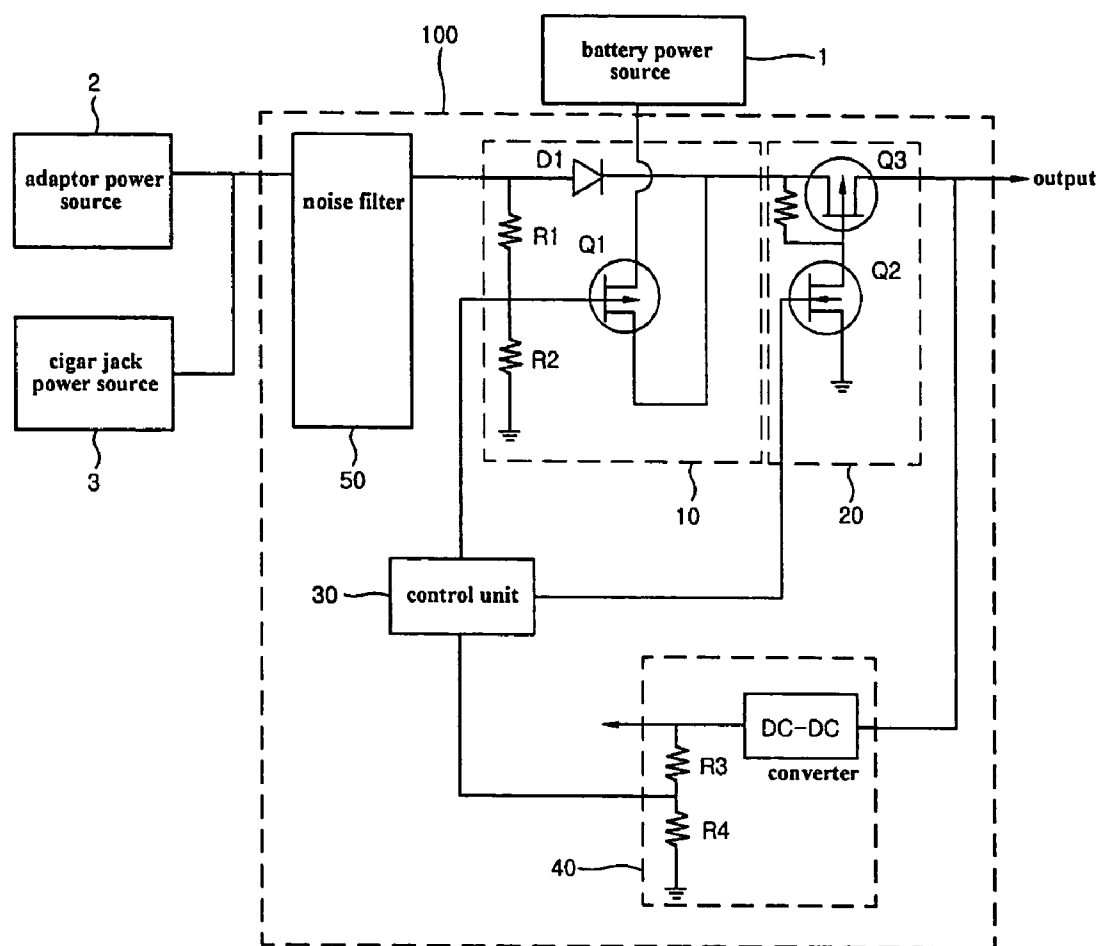 100
battery power
source
1
2
adaptor power
source
noise filter
D1
Q3
output
R1
Q1
Q2
R2
cigar jack
power source
3
50
10
20
30
control unit
DC-DC
converter
R3
R4
40